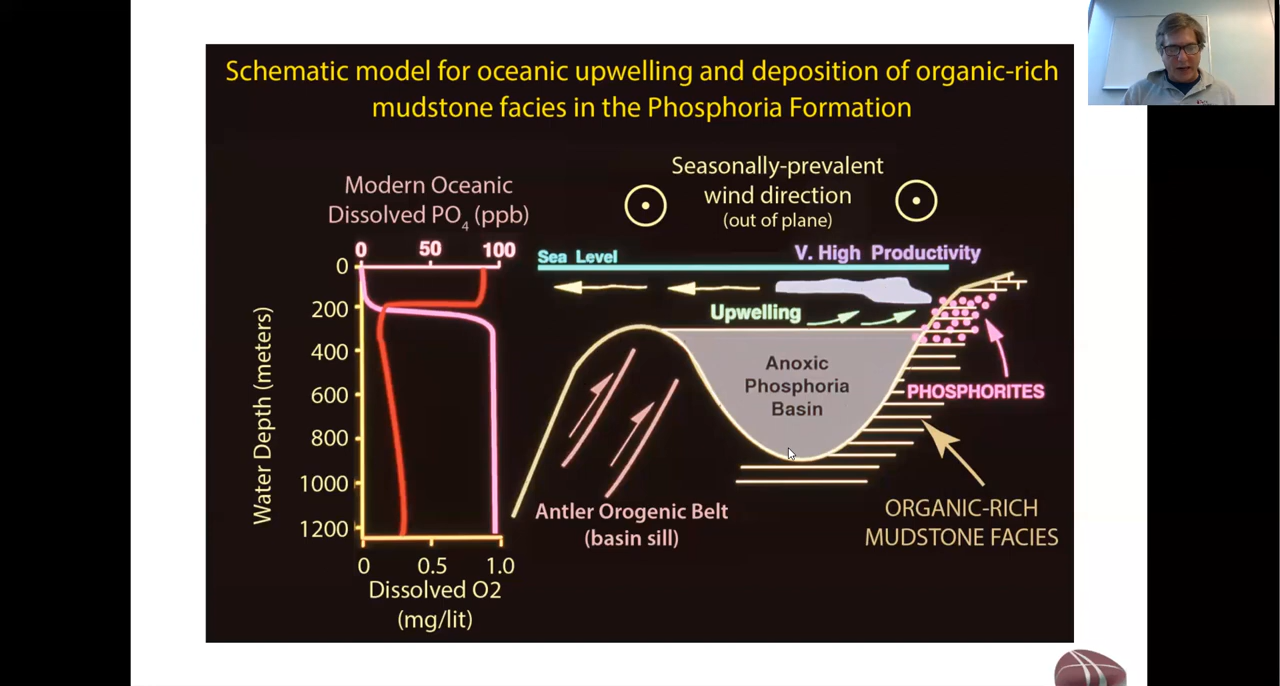 Schematic model for oceanic upwelling and deposition of organic-rich
mudstone facies in the Phosphoria Formation
Modern Oceanic
Dissolved PO4 (ppb)
0 50 100
0
200
400
600
800
1000
1200
Water Depth (meters)
0 0.5 1.0
Dissolved O2
(mg/lit)
Seasonally-prevalent
wind direction
(out of plane)
Sea Level
V. High Productivity
Upwelling
Anoxic
Phosphoria
Basin
PHOSPHORITES
Antler Orogenic Belt
(basin sill)
ORGANIC-RICH
MUDSTONE FACIES